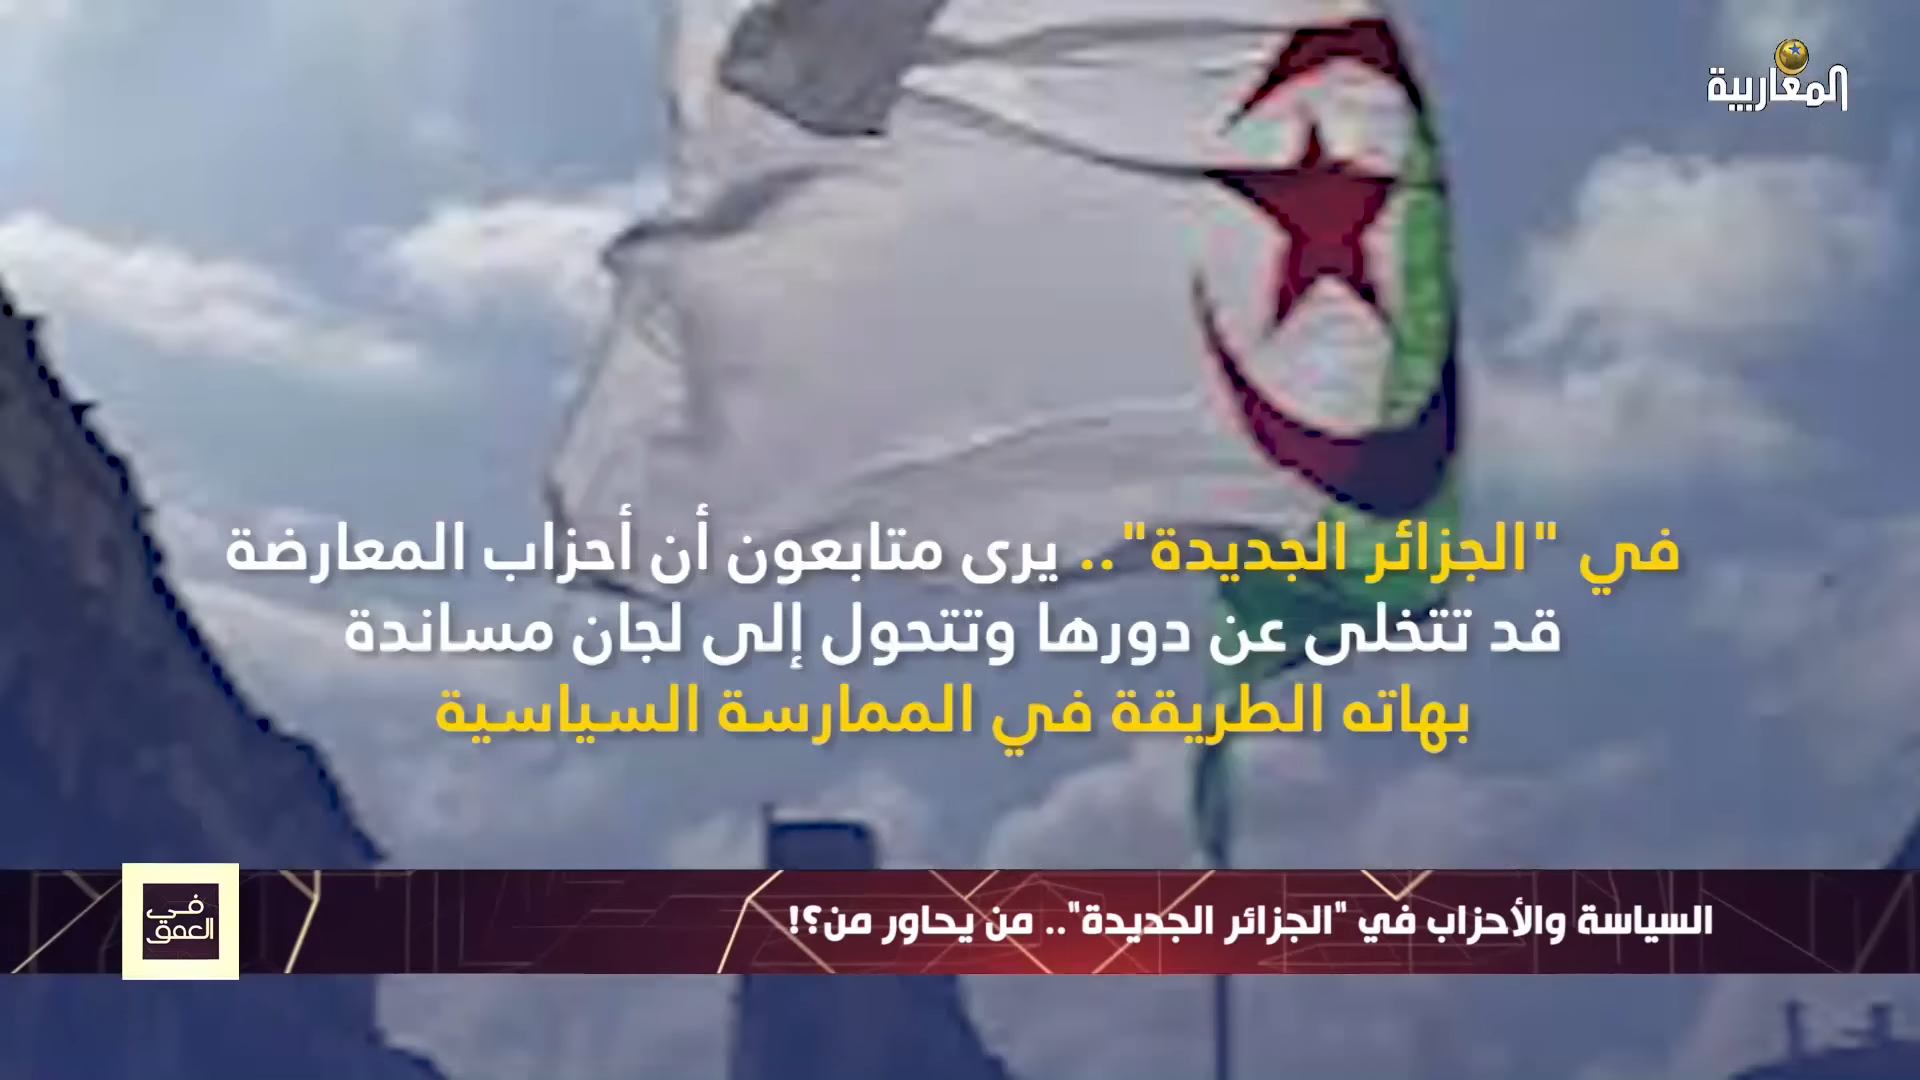 المغاربية
في "الجزائر الجديدة".. يرى متابعون أن أحزاب المعارضة
قد تتخلى عن دورها وتتحول إلى لجان مساندة
بهاته الطريقة في الممارسة السياسية
السياسة والأحزاب في "الجزائر الجديدة".. من يحاور من؟!
في
العمق